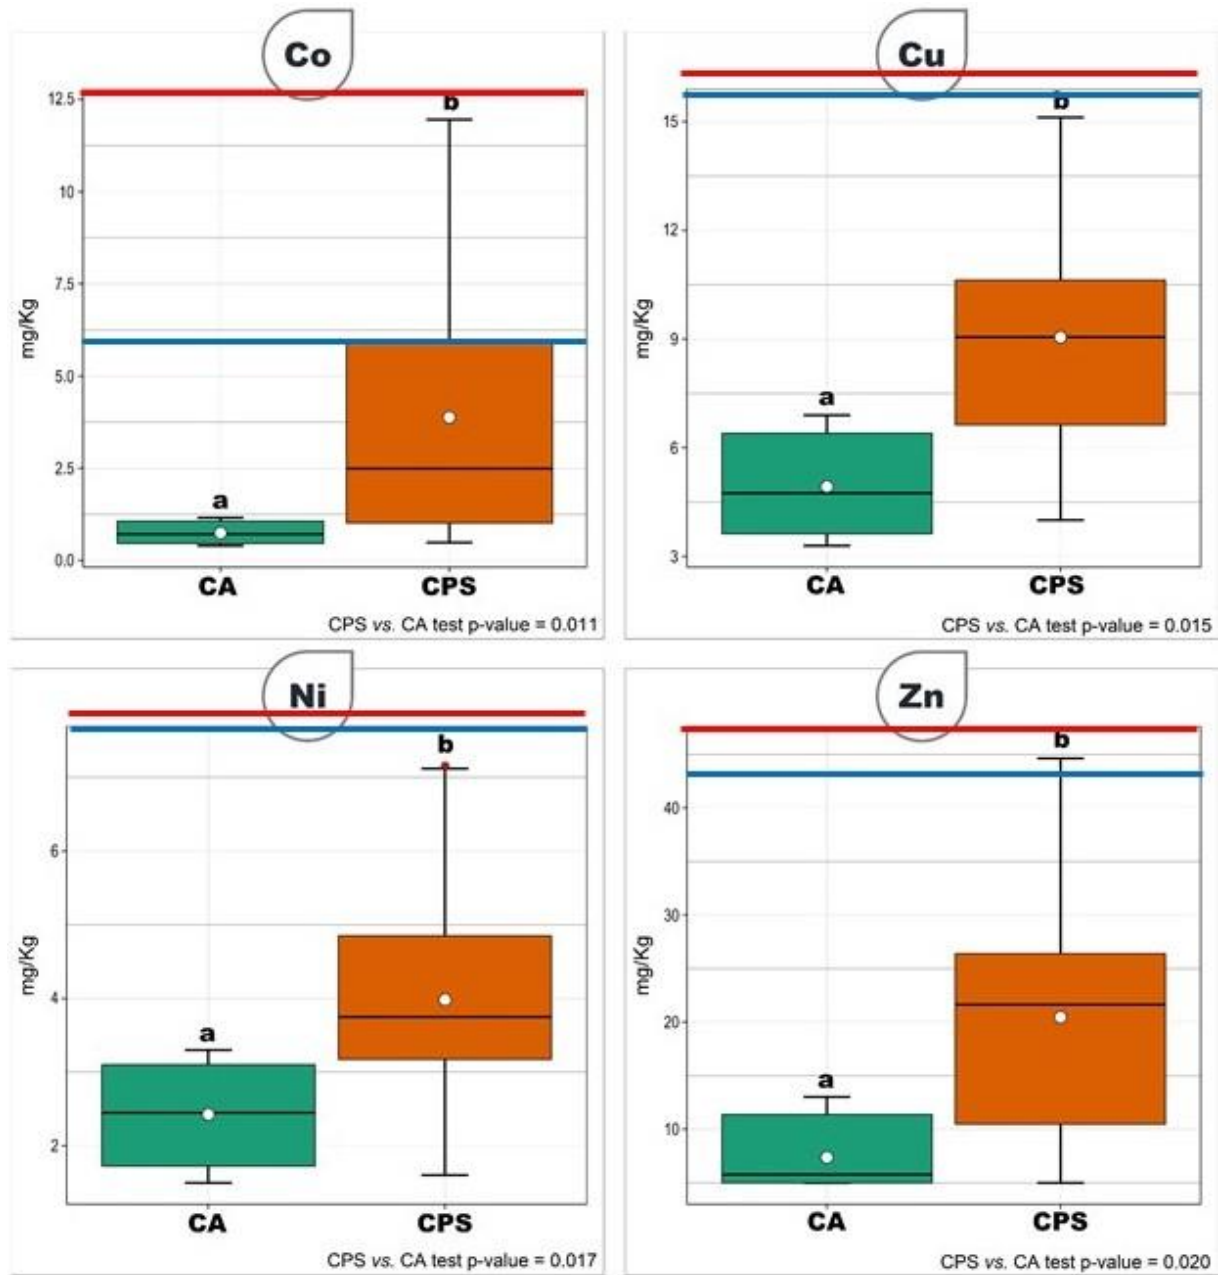 Co
12.5
10
7.5
5.0
2.5
0.0
mg/Kg
a
b
CA
CPS
CPS vs. CA test p-value = 0.011
Cu
15
12
9
6
3
mg/Kg
a
b
CA
CPS
CPS vs. CA test p-value = 0.015
Ni
6
4
2
mg/Kg
a
b
CA
CPS
CPS vs. CA test p-value = 0.017
Zn
40
30
20
10
mg/Kg
a
b
CA
CPS
CPS vs. CA test p-value = 0.020